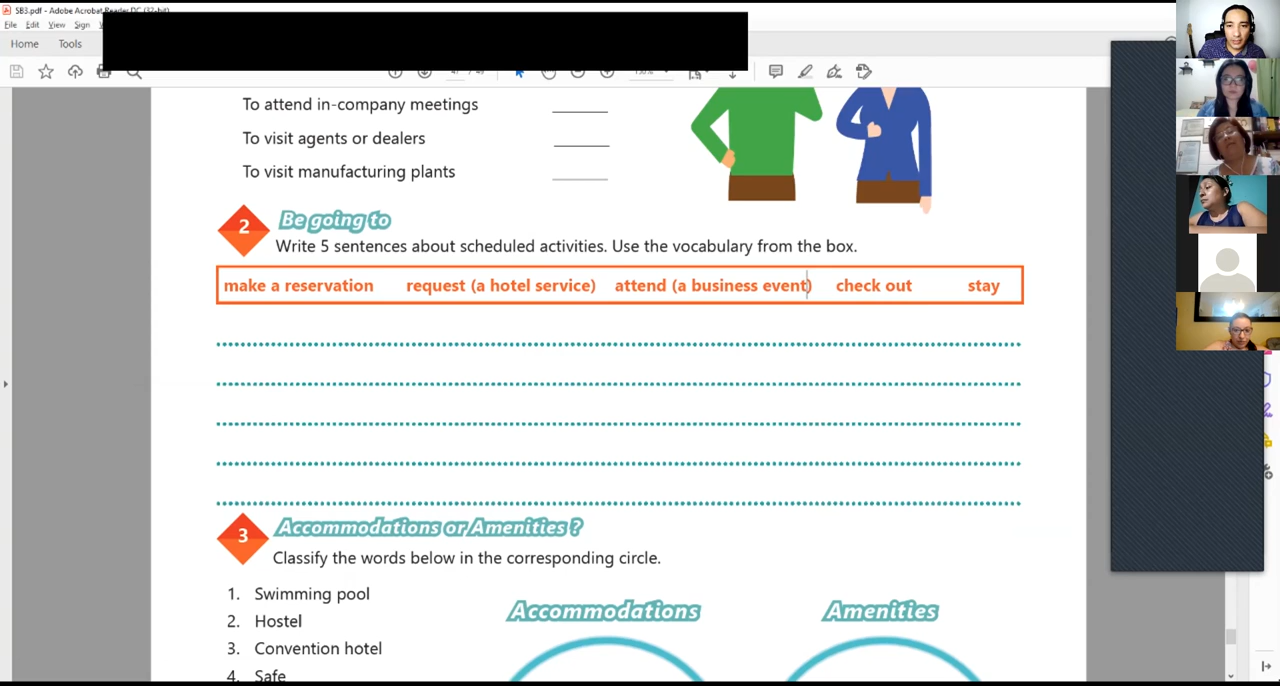 SB3.pdf - Adobe Acrobat Reader DC (32-bit)
File Edit View Sign
Home Tools
To attend in-company meetings
To visit agents or dealers
To visit manufacturing plants
2 Be going to
Write 5 sentences about scheduled activities. Use the vocabulary from the box.
make a reservation request (a hotel service) attend (a business event) check out stay
3 Accommodations or Amenities ?
Classify the words below in the corresponding circle.
1. Swimming pool
2. Hostel
Accommodations Amenities
3. Convention hotel
4. Safe